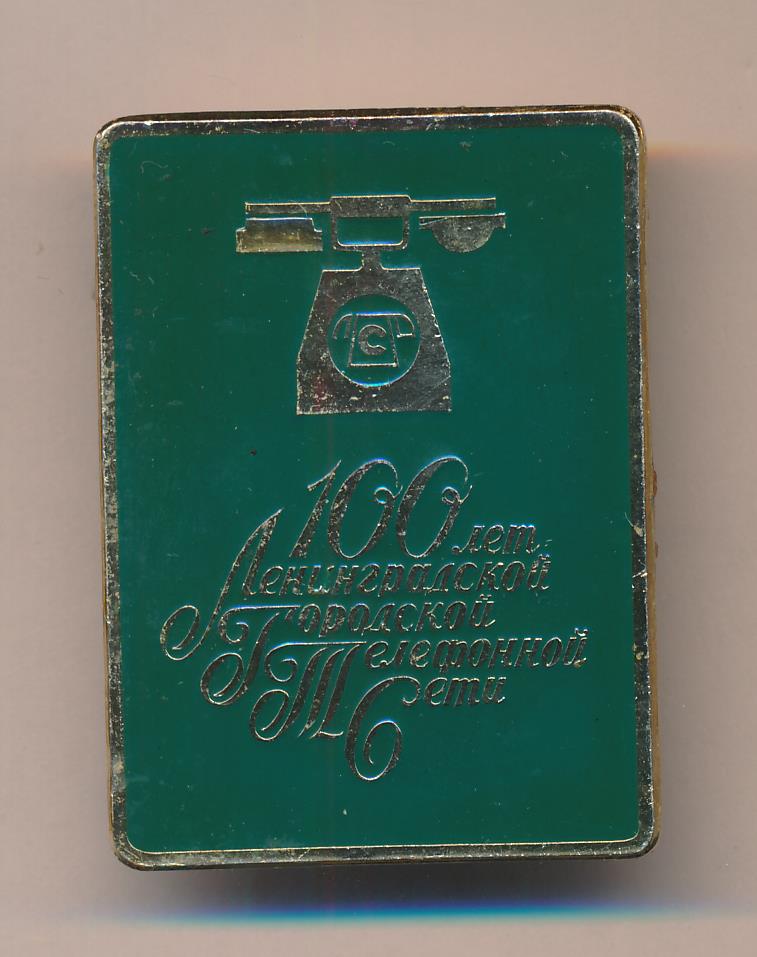 С
100 лет
Ленинградской
Городской
Телефонной
Сети